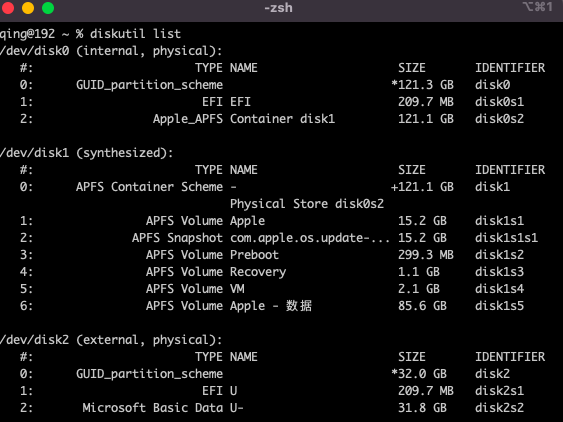 -zsh
⌥⌘1
qing@192 ~ % diskutil list
/dev/disk0 (internal, physical):
#: TYPE NAME SIZE IDENTIFIER
0: GUID_partition_scheme *121.3 GB disk0
1: EFI EFI 209.7 MB disk0s1
2: Apple_APFS Container disk1 121.1 GB disk0s2
/dev/disk1 (synthesized):
#: TYPE NAME SIZE IDENTIFIER
0: APFS Container Scheme - +121.1 GB disk1
Physical Store disk0s2
1: APFS Volume Apple 15.2 GB disk1s1
2: APFS Snapshot com.apple.os.update-... 15.2 GB disk1s1s1
3: APFS Volume Preboot 299.3 MB disk1s2
4: APFS Volume Recovery 1.1 GB disk1s3
5: APFS Volume VM 2.1 GB disk1s4
6: APFS Volume Apple - 数据 85.6 GB disk1s5
/dev/disk2 (external, physical):
#: TYPE NAME SIZE IDENTIFIER
0: GUID_partition_scheme *32.0 GB disk2
1: EFI U 209.7 MB disk2s1
2: Microsoft Basic Data U- 31.8 GB disk2s2